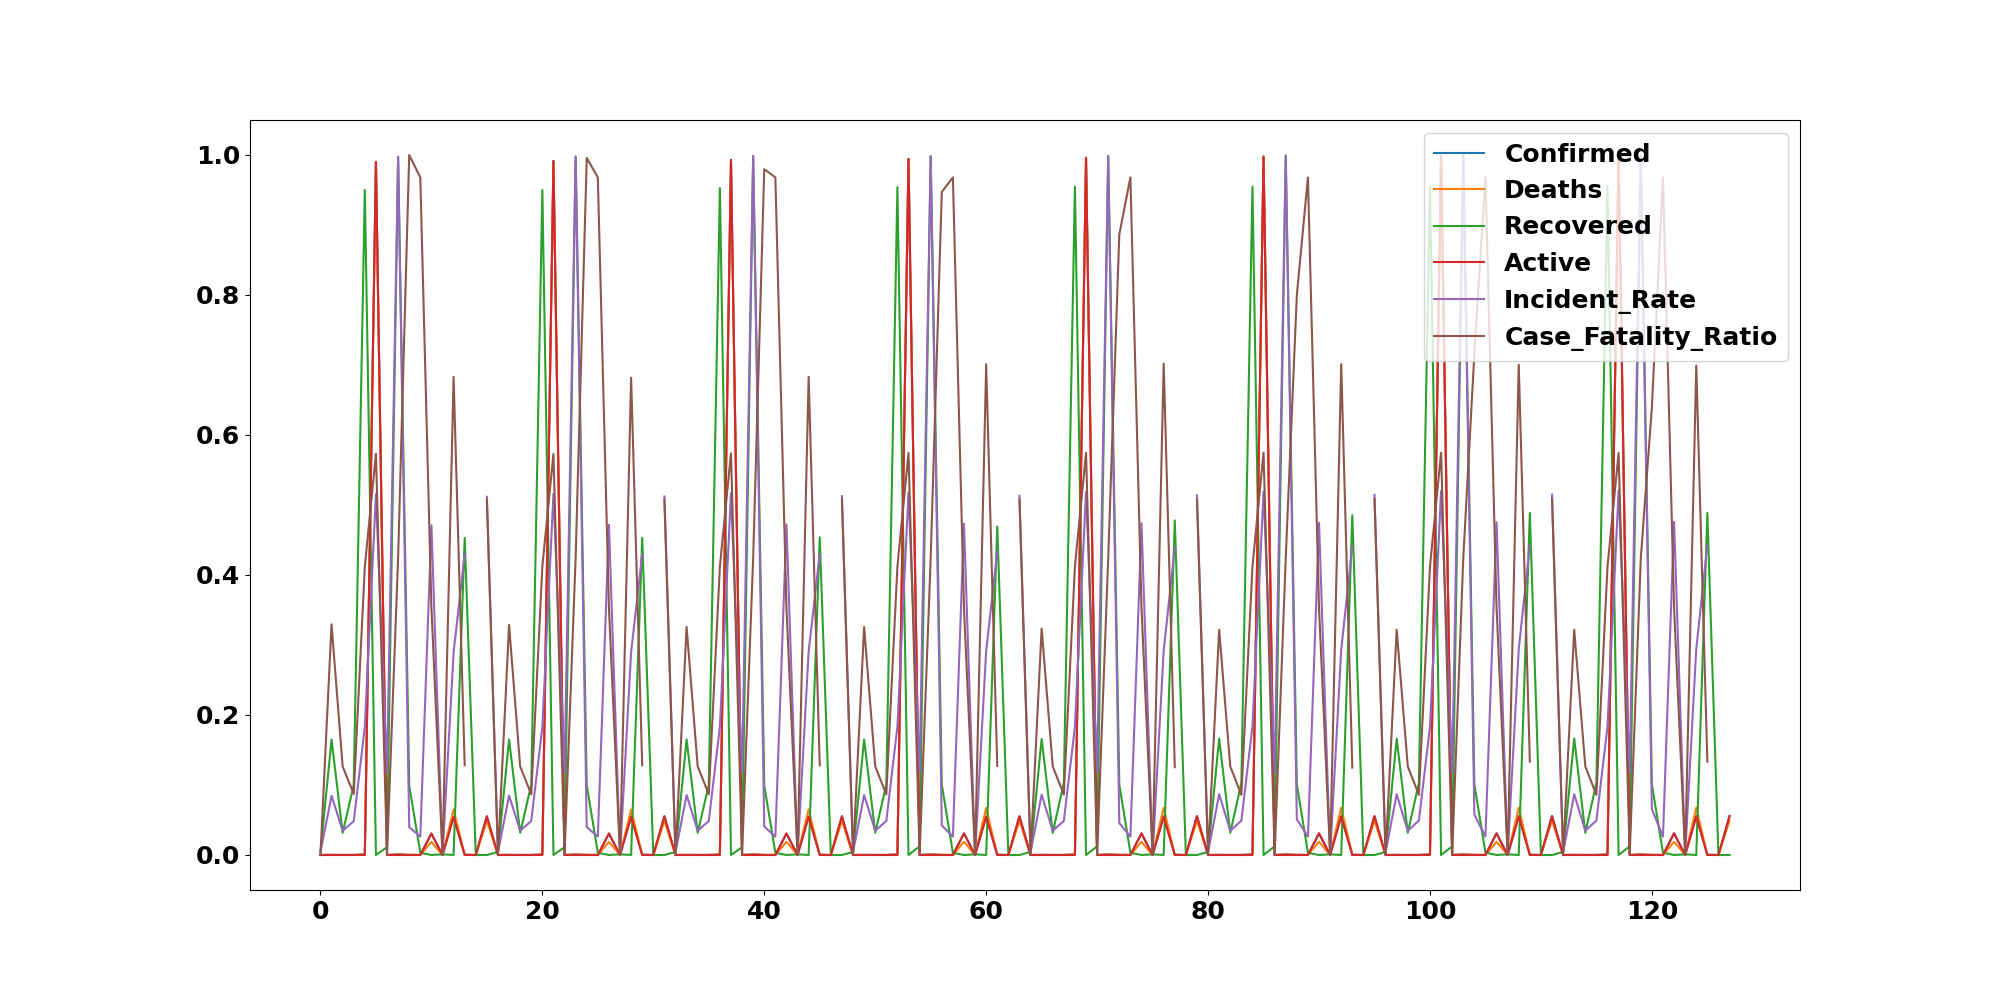 1.0
0.8
0.6
0.4
0.2
0.0
0 20 40 60 80 100 120
Confirmed
Deaths
Recovered
Active
Incident_Rate
Case_Fatality_Ratio